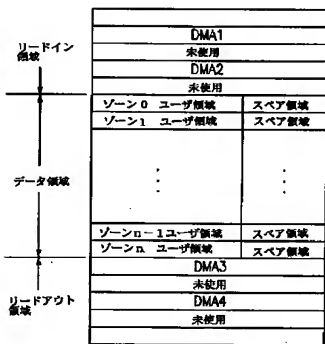 DMA1
未使用
DMA2
未使用
リードイン
領域
ゾーン0 ユーザ領域 スペア領域
ゾーン1 ユーザ領域 スペア領域
データ領域
ゾーンn-1ユーザ領域 スペア領域
ゾーンn ユーザ領域 スペア領域
DMA3
未使用
DMA4
未使用
リードアウト
領域